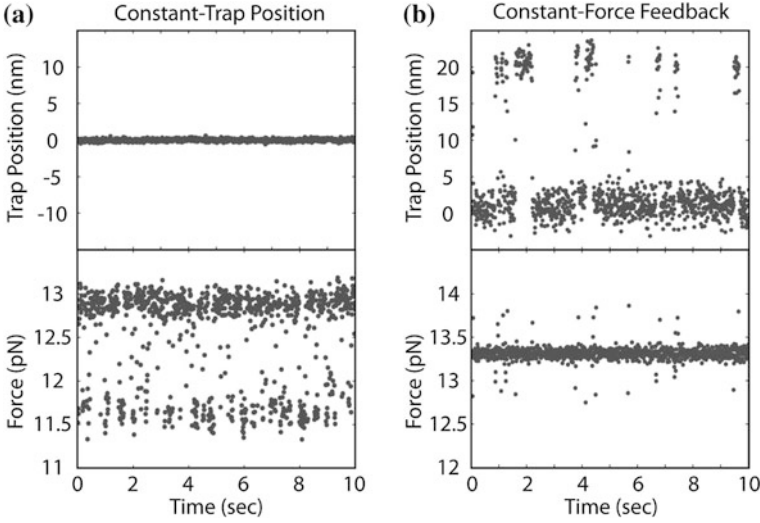 (a) Constant-Trap Position
Trap Position (nm)
10
5
0
-5
-10
Force (pN)
13
12.5
12
11.5
11
0 2 4 6 8 10
Time (sec)
(b) Constant-Force Feedback
Trap Position (nm)
20
10
0
Force (pN)
14
13.5
13
12.5
12
0 2 4 6 8 10
Time (sec)